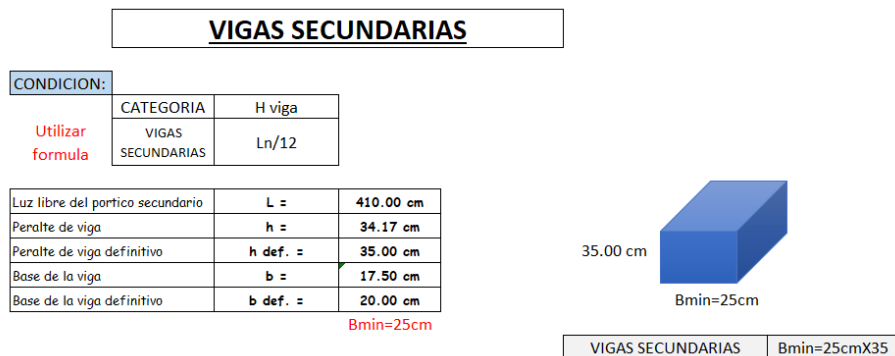 VIGAS SECUNDARIAS
CONDICION:
CATEGORIA H viga
Utilizar formula
VIGAS SECUNDARIAS Ln/12
Luz libre del portico secundario L = 410.00 cm
Peralte de viga h = 34.17 cm
Peralte de viga definitivo h def. = 35.00 cm
Base de la viga b = 17.50 cm
Base de la viga definitivo b def. = 20.00 cm
Bmin=25cm
35.00 cm
Bmin=25cm
VIGAS SECUNDARIAS Bmin=25cmX35